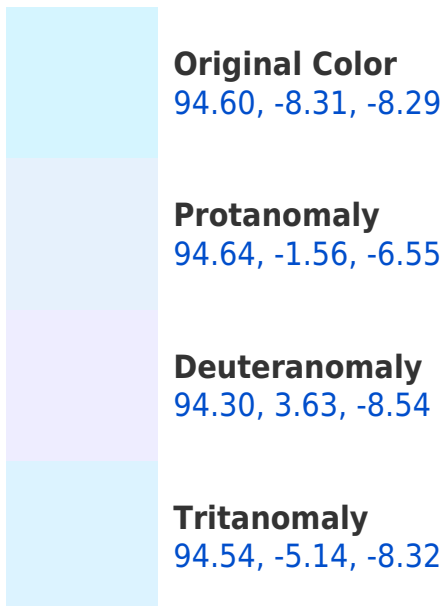 Original Color
94.60, -8.31, -8.29
Protanomaly
94.64, -1.56, -6.55
Deuteranomaly
94.30, 3.63, -8.54
Tritanomaly
94.54, -5.14, -8.32